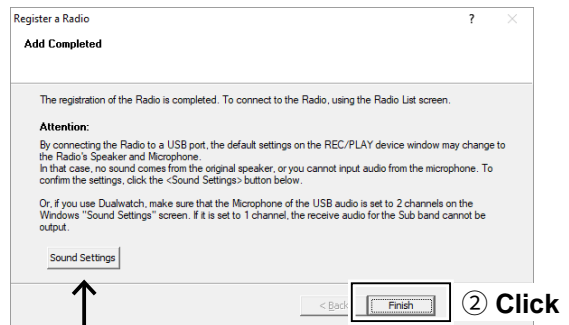 Register a Radio ? ×
Add Completed
The registration of the Radio is completed. To connect to the Radio, using the Radio List screen.
Attention:
By connecting the Radio to a USB port, the default settings on the REC/PLAY device window may change to
the Radio's Speaker and Microphone.
In that case, no sound comes from the original speaker, or you cannot input audio from the microphone. To
confirm the settings, click the <Sound Settings> button below.
Or, if you use Dualwatch, make sure that the Microphone of the USB audio is set to 2 channels on the
Windows "Sound Settings" screen. If it is set to 1 channel, the receive audio for the Sub band cannot be
output.
Sound Settings
< Back Finish ② Click